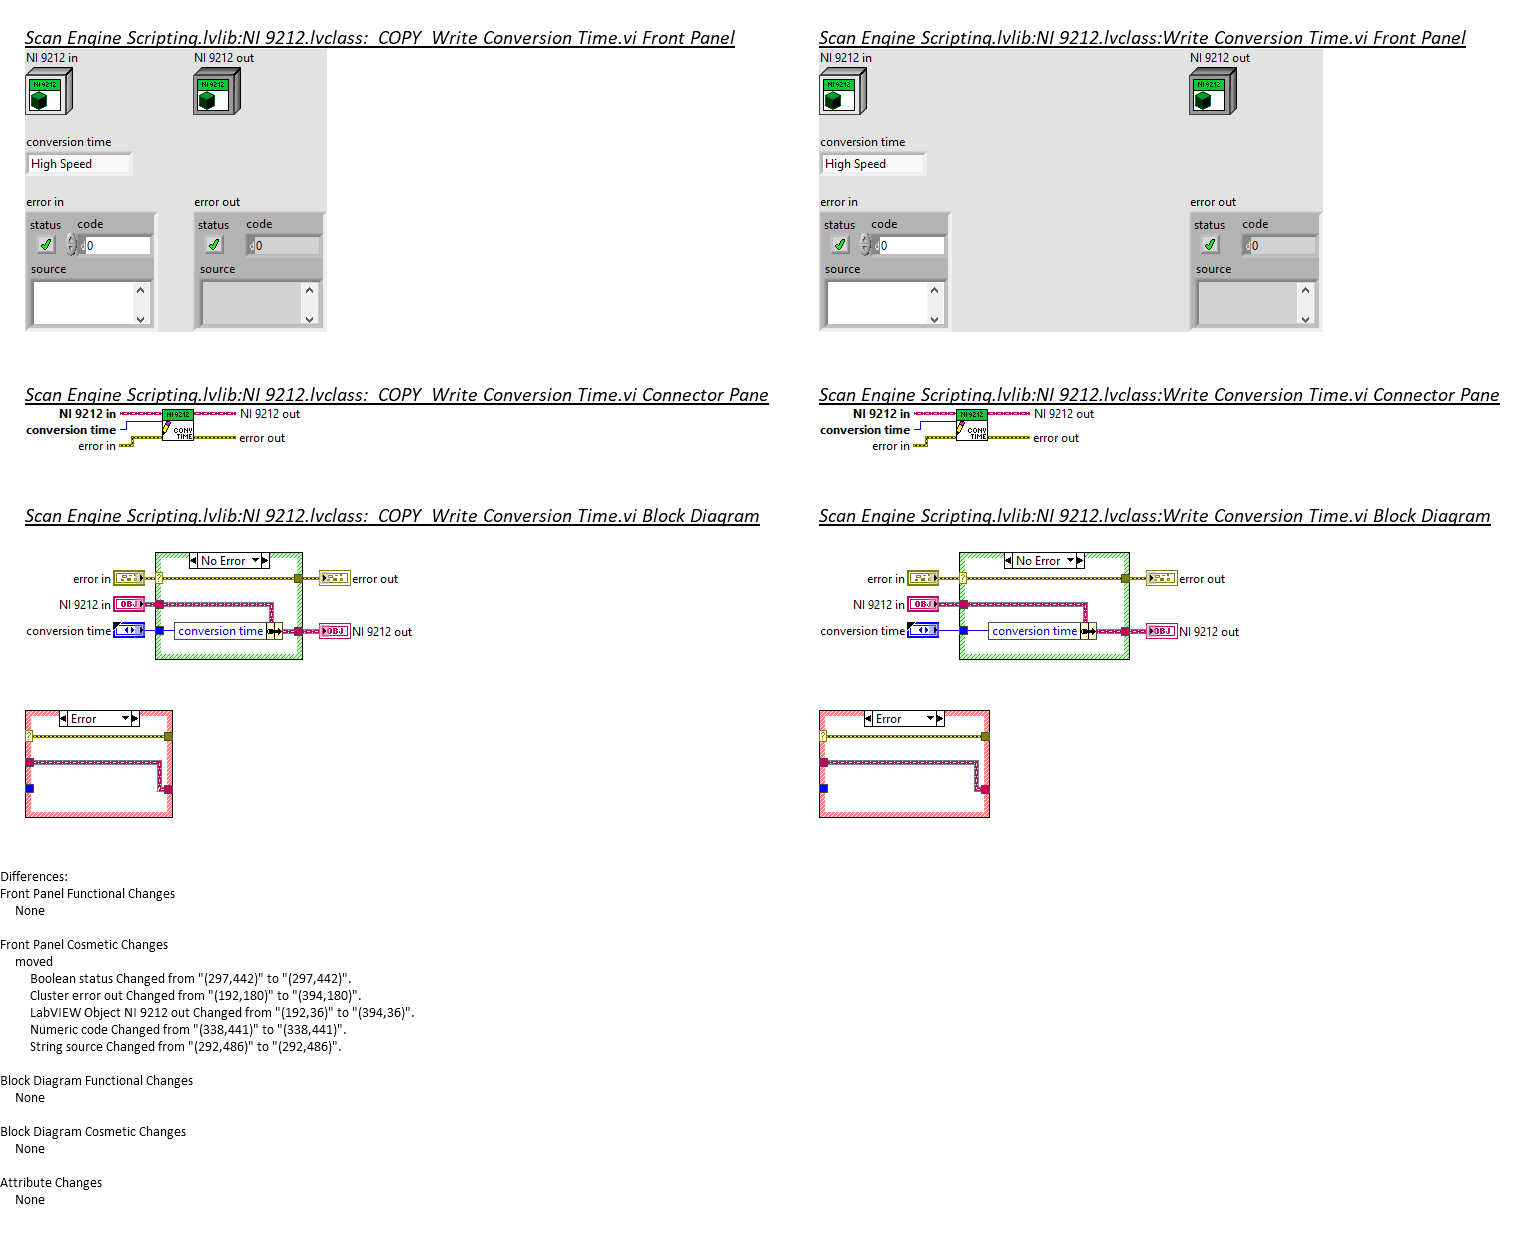 Scan Engine Scripting.lvlib:NI 9212.lvclass:_COPY_Write Conversion Time.vi Front Panel
NI 9212 in
NI 9212 out
NI 9212
NI 9212
conversion time
High Speed
error in
error out
status
code
status
code
0
0
source
source
Scan Engine Scripting.lvlib:NI 9212.lvclass:Write Conversion Time.vi Front Panel
NI 9212 in
NI 9212 out
NI 9212
NI 9212
conversion time
High Speed
error in
error out
status
code
status
code
0
0
source
source
Scan Engine Scripting.lvlib:NI 9212.lvclass:_COPY_Write Conversion Time.vi Connector Pane
NI 9212 in
NI 9212
NI 9212 out
conversion time
CONV
TIME
error out
error in
Scan Engine Scripting.lvlib:NI 9212.lvclass:Write Conversion Time.vi Connector Pane
NI 9212 in
NI 9212
NI 9212 out
conversion time
CONV
TIME
error out
error in
Scan Engine Scripting.lvlib:NI 9212.lvclass:_COPY_Write Conversion Time.vi Block Diagram
No Error
error in
?
error out
NI 9212 in
OBJ
conversion time
conversion time
OBJ
NI 9212 out
Error
?
Scan Engine Scripting.lvlib:NI 9212.lvclass:Write Conversion Time.vi Block Diagram
No Error
error in
?
error out
NI 9212 in
OBJ
conversion time
conversion time
OBJ
NI 9212 out
Error
?
Differences:
Front Panel Functional Changes
None
Front Panel Cosmetic Changes
moved
Boolean status Changed from "(297,442)" to "(297,442)".
Cluster error out Changed from "(192,180)" to "(394,180)".
LabVIEW Object NI 9212 out Changed from "(192,36)" to "(394,36)".
Numeric code Changed from "(338,441)" to "(338,441)".
String source Changed from "(292,486)" to "(292,486)".
Block Diagram Functional Changes
None
Block Diagram Cosmetic Changes
None
Attribute Changes
None